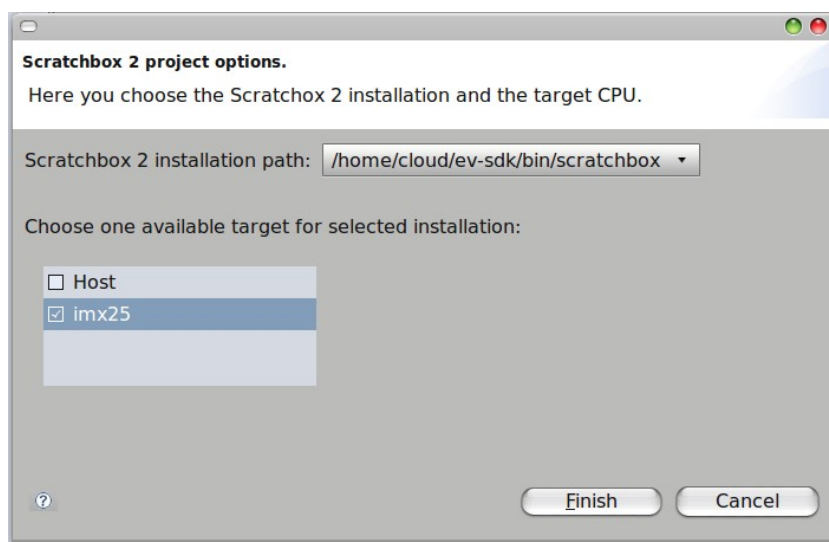 Scratchbox 2 project options.
Here you choose the Scratchox 2 installation and the target CPU.
Scratchbox 2 installation path: /home/cloud/ev-sdk/bin/scratchbox
Choose one available target for selected installation:
Host
imx25
? Finish Cancel